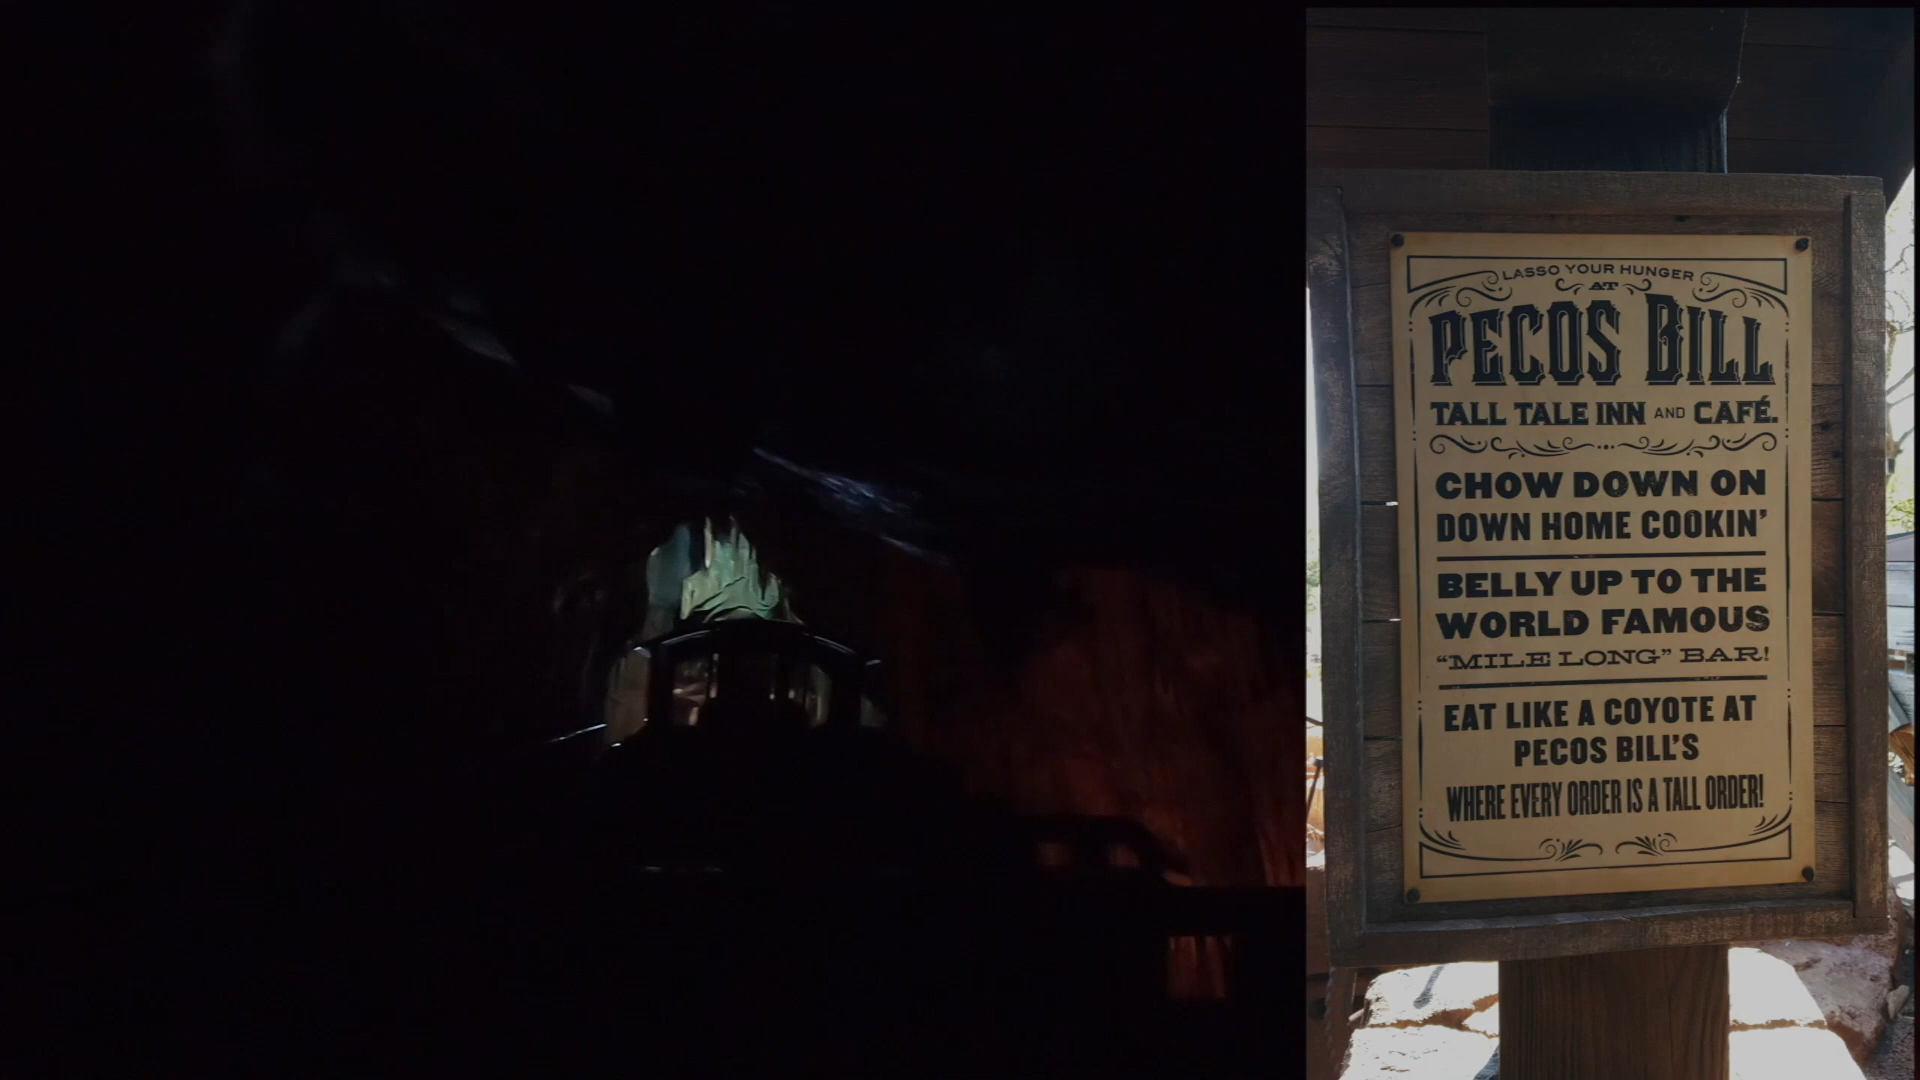 LASSO YOUR HUNGER
AT
PECOS BILL
TALL TALE INN AND CAFÉ.
CHOW DOWN ON
DOWN HOME COOKIN'
BELLY UP TO THE
WORLD FAMOUS
"MILE LONG" BAR!
EAT LIKE A COYOTE AT
PECOS BILL'S
WHERE EVERY ORDER IS A TALL ORDER!